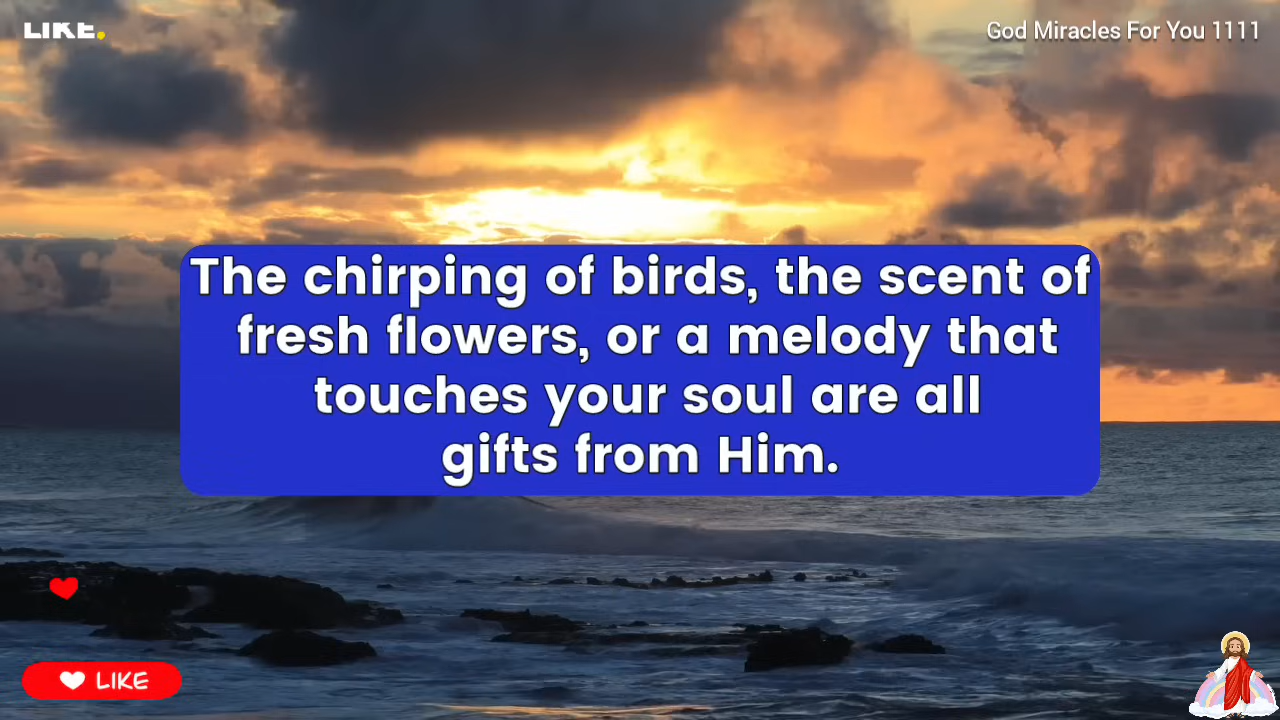 LIKE.
God Miracles For You 1111
The chirping of birds, the scent of
fresh flowers, or a melody that
touches your soul are all
gifts from Him.
LIKE